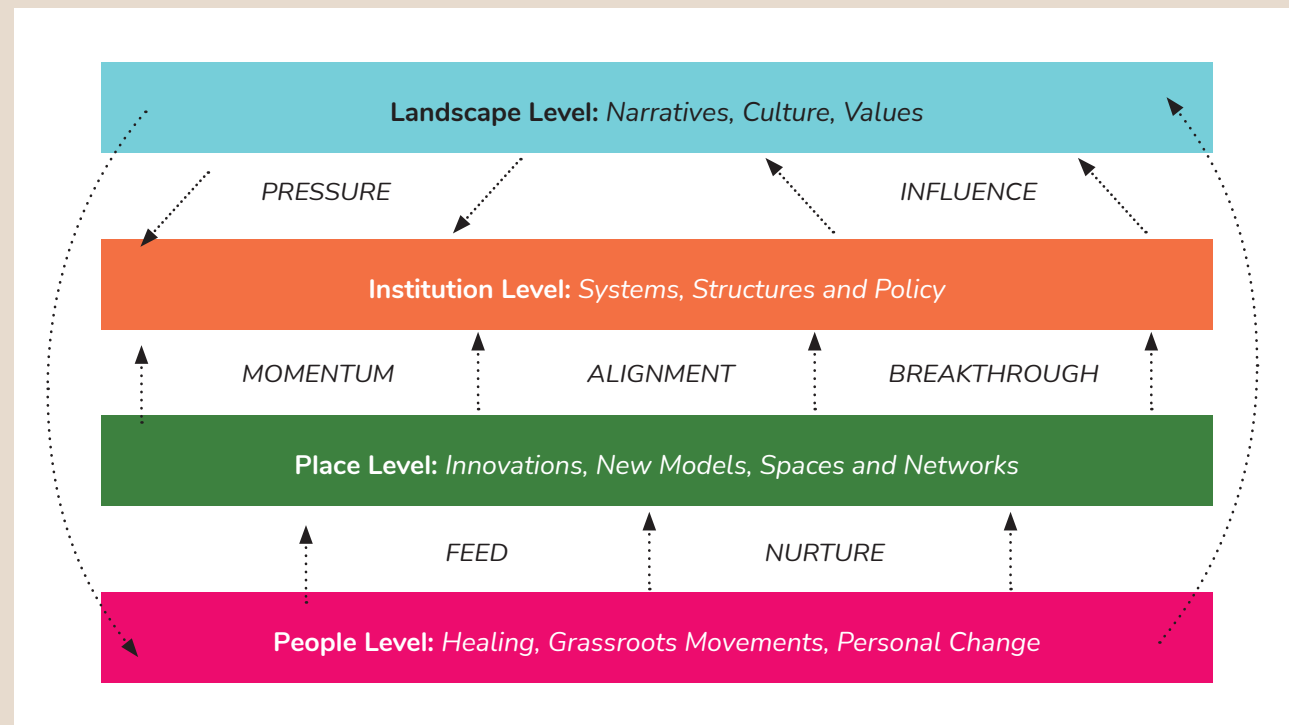 Landscape Level: Narratives, Culture, Values
PRESSURE
INFLUENCE
Institution Level: Systems, Structures and Policy
MOMENTUM
ALIGNMENT
BREAKTHROUGH
Place Level: Innovations, New Models, Spaces and Networks
FEED
NURTURE
People Level: Healing, Grassroots Movements, Personal Change